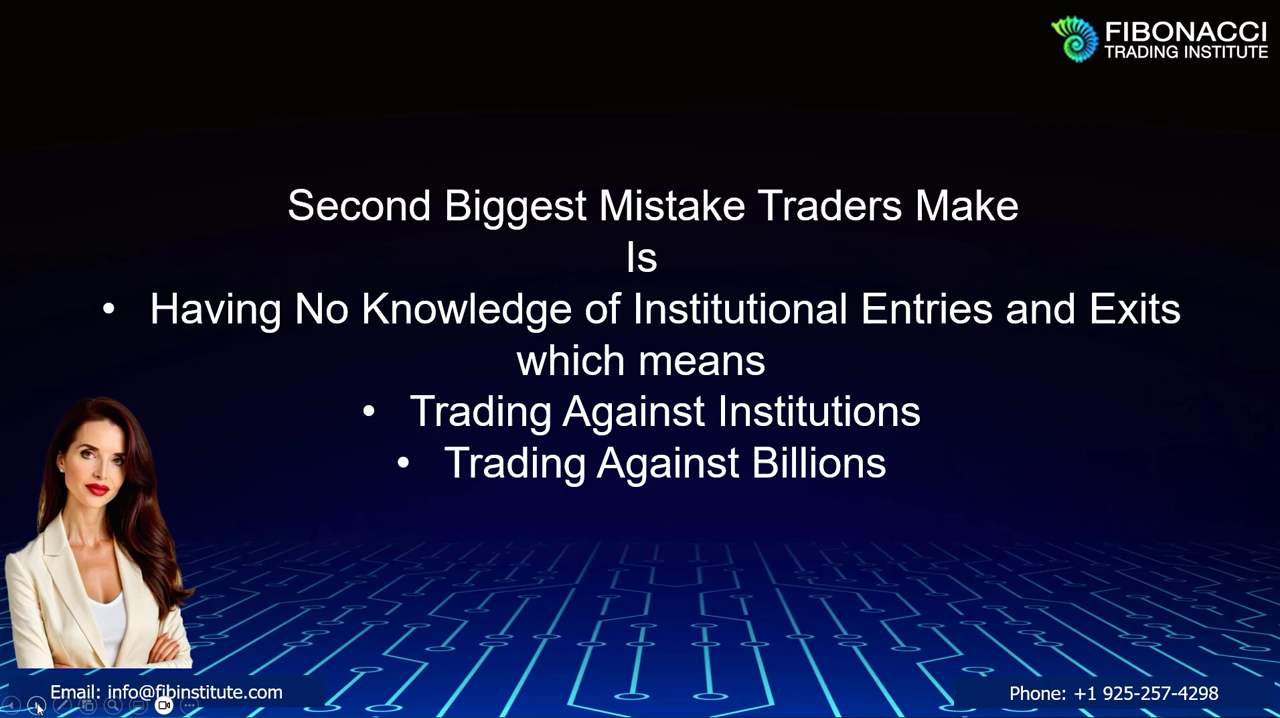 FIBONACCI
TRADING INSTITUTE
Second Biggest Mistake Traders Make
Is
• Having No Knowledge of Institutional Entries and Exits
which means
• Trading Against Institutions
• Trading Against Billions
Email: info@fibinstitute.com
Phone: +1 925-257-4298